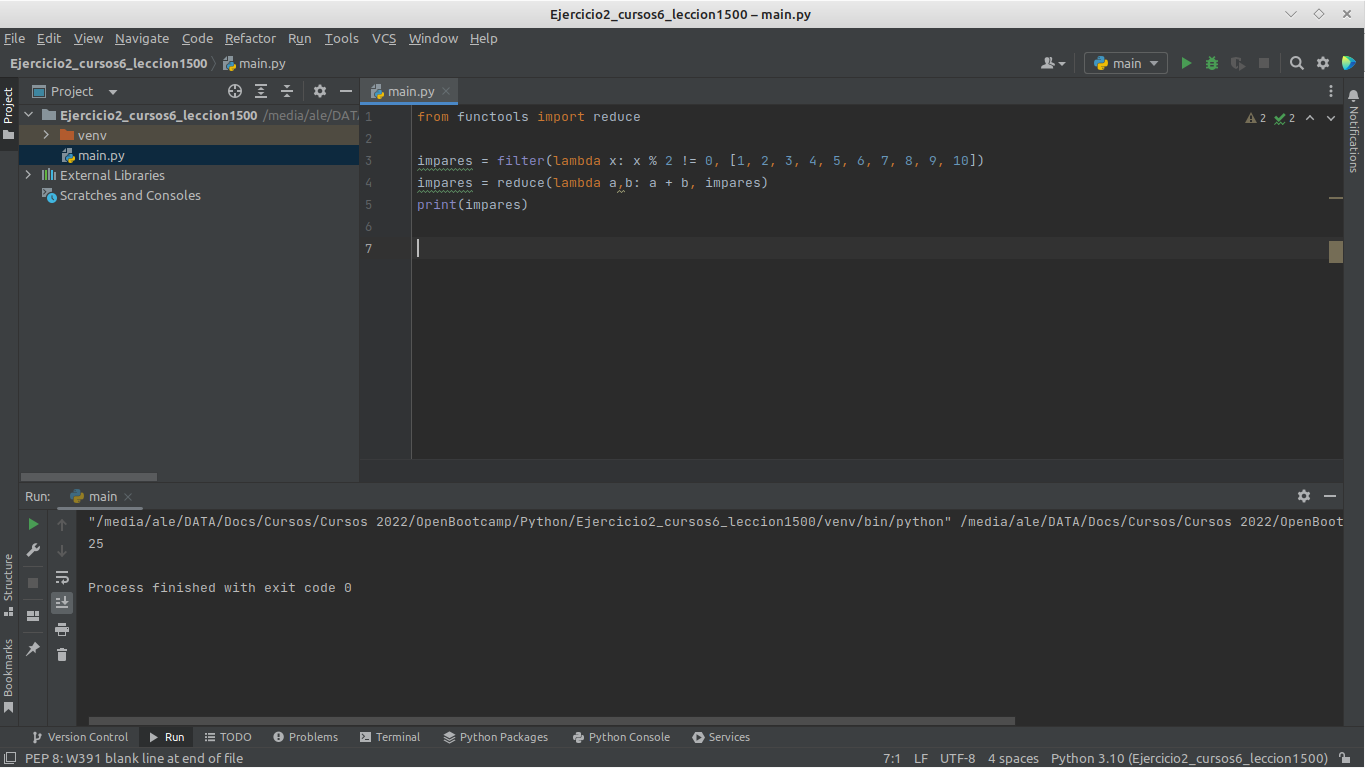 Ejercicio2_cursos6_leccion1500 – main.py
File Edit View Navigate Code Refactor Run Tools VCS Window Help
Ejercicio2_cursos6_leccion1500 main.py
main
Project
Project
main.py
Notifications
Ejercicio2_cursos6_leccion1500 /media/ale/DATA
venv
main.py
External Libraries
Scratches and Consoles
2 2
1 from functools import reduce
2
3 impares = filter(lambda x: x % 2 != 0, [1, 2, 3, 4, 5, 6, 7, 8, 9, 10])
4 impares = reduce(lambda a,b: a + b, impares)
5 print(impares)
6
7
Run: main
"/media/ale/DATA/Docs/Cursos/Cursos 2022/OpenBootcamp/Python/Ejercicio2_cursos6_leccion1500/venv/bin/python" /media/ale/DATA/Docs/Cursos/Cursos 2022/OpenBoot
25
Process finished with exit code 0
Structure
Bookmarks
Version Control Run TODO Problems Terminal Python Packages Python Console Services
PEP 8: W391 blank line at end of file 7:1 LF UTF-8 4 spaces Python 3.10 (Ejercicio2_cursos6_leccion1500)